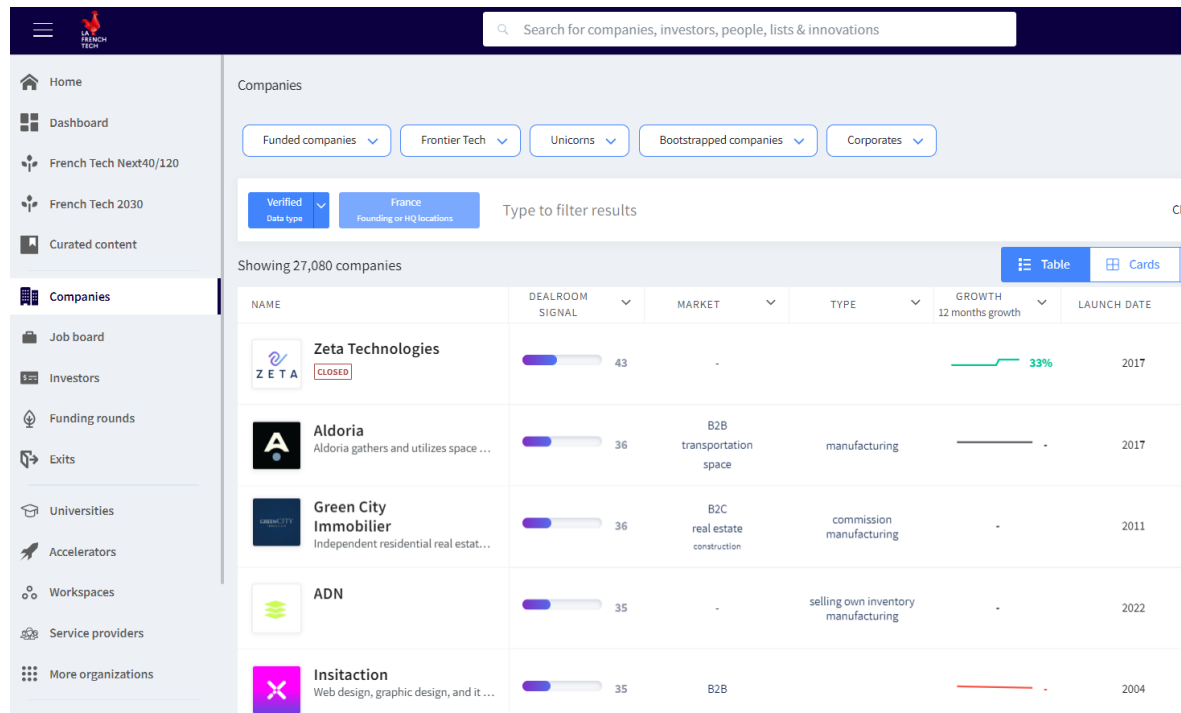 LA
FRENCH
TECH
Search for companies, investors, people, lists & innovations
Home
Dashboard
French Tech Next40/120
French Tech 2030
Curated content
Companies
Job board
Investors
Funding rounds
Exits
Universities
Accelerators
Workspaces
Service providers
More organizations
Companies
Funded companies
Frontier Tech
Unicorns
Bootstrapped companies
Corporates
Verified
Data type
France
Founding or HQ locations
Type to filter results
Showing 27,080 companies
Table
Cards
NAME
DEALROOM
SIGNAL
MARKET
TYPE
GROWTH
12 months growth
LAUNCH DATE
ZETA
Zeta Technologies
CLOSED
43
-
33%
2017
Aldoria
Aldoria gathers and utilizes space ...
36
B2B
transportation
space
manufacturing
-
2017
Green City
Immobilier
Independent residential real estat...
36
B2C
real estate
construction
commission
manufacturing
-
2011
ADN
35
-
selling own inventory
manufacturing
-
2022
Insitaction
Web design, graphic design, and it ...
35
B2B
-
2004